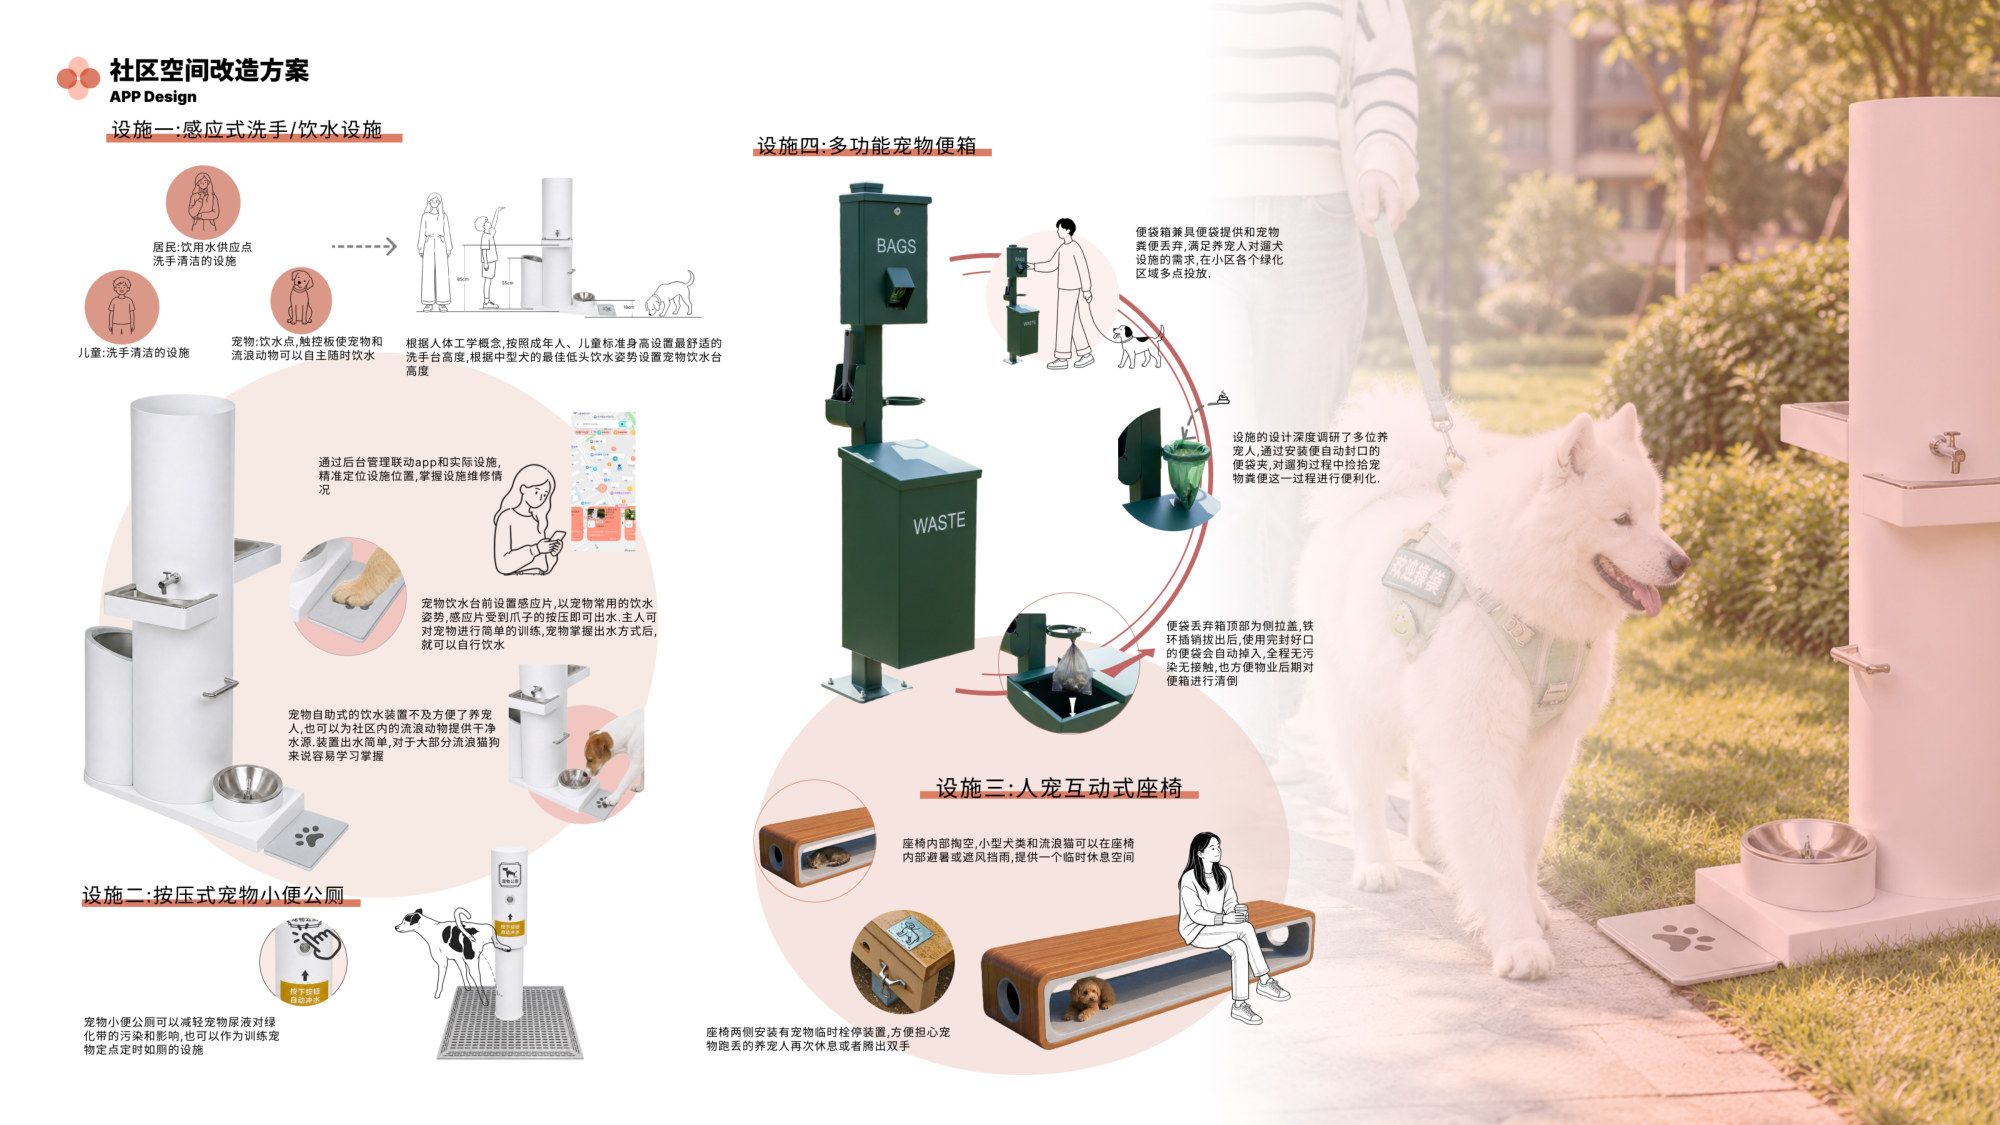 社区空间改造方案
APP Design
设施一:感应式洗手/饮水设施
居民:饮用水供应点
洗手清洁的设施
儿童:洗手清洁的设施
宠物:饮水点,触控板使宠物和
流浪动物可以自主随时饮水
85cm
55cm
根据人体工学概念,按照成年人、儿童标准身高设置最舒适的
洗手台高度,根据中型犬的最佳低头饮水姿势设置宠物饮水台
高度
通过后台管理联动app和实际设施,
精准定位设施位置,掌握设施维修情
况
宠物饮水台前设置感应片,以宠物常用的饮水
姿势,感应片受到爪子的按压即可出水.主人可
对宠物进行简单的训练,宠物掌握出水方式后,
就可以自行饮水
宠物自助式的饮水装置不及方便了养宠
人,也可以为社区内的流浪动物提供干净
水源.装置出水简单,对于大部分流浪猫狗
来说容易学习掌握
设施二:按压式宠物小便公厕
按下按钮
自动冲水
宠物公厕
按下按钮
自动冲水
宠物小便公厕可以减轻宠物尿液对绿
化带的污染和影响,也可以作为训练宠
物定点定时如厕的设施
设施四:多功能宠物便箱
BAGS
WASTE
BAGS
WASTE
便袋箱兼具便袋提供和宠物
粪便丢弃,满足养宠人对遛犬
设施的需求,在小区各个绿化
区域多点投放.
设施的设计深度调研了多位养
宠人,通过安装便自动封口的
便袋夹,对遛狗过程中捡拾宠
物粪便这一过程进行便利化.
便袋丢弃箱顶部为侧拉盖,铁
环插销拔出后,使用完封好口
的便袋会自动掉入,全程无污
染无接触,也方便物业后期对
便箱进行清倒
设施三:人宠互动式座椅
座椅内部掏空,小型犬类和流浪猫可以在座椅
内部避暑或遮风挡雨,提供一个临时休息空间
座椅两侧安装有宠物临时栓停装置,方便担心宠
物跑丢的养宠人再次休息或者腾出双手